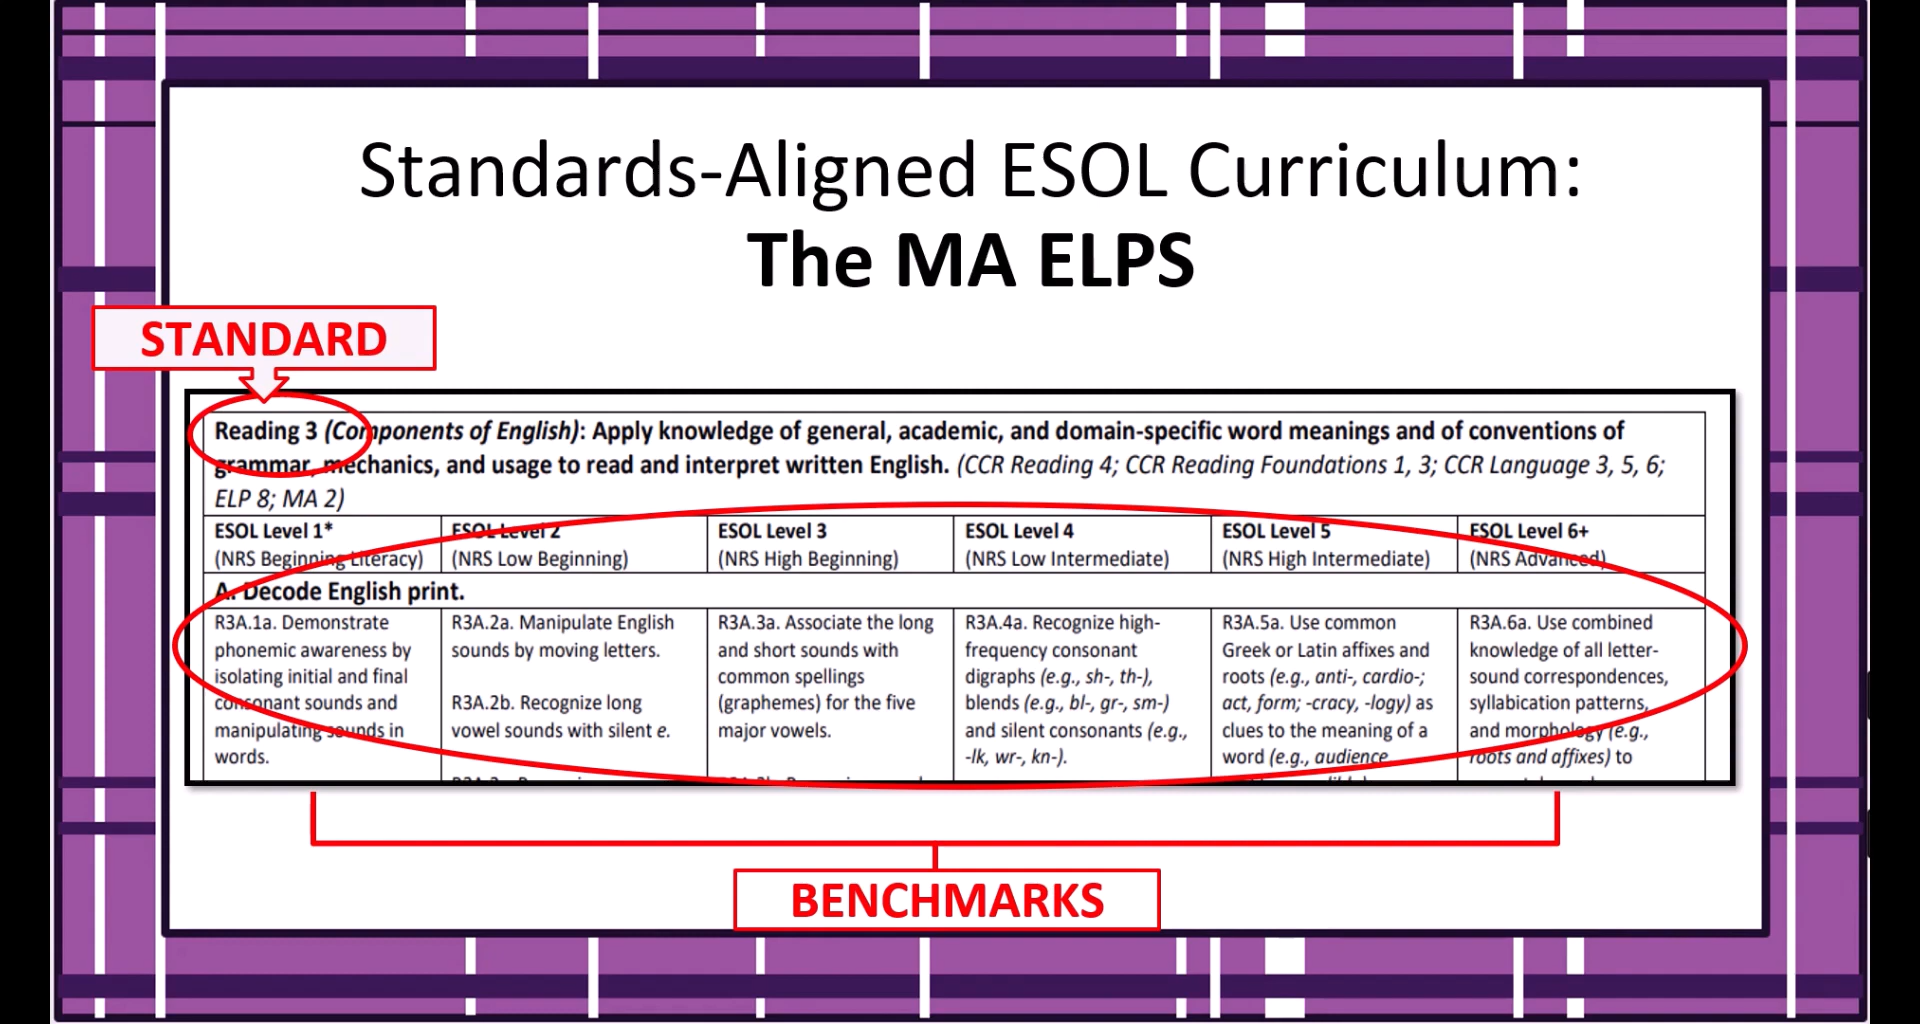 Standards-Aligned ESOL Curriculum:
The MA ELPS
STANDARD
Reading 3 (Components of English): Apply knowledge of general, academic, and domain-specific word meanings and of conventions of
grammar, mechanics, and usage to read and interpret written English. (CCR Reading 4; CCR Reading Foundations 1, 3; CCR Language 3, 5, 6;
ELP 8; MA 2)
ESOL Level 1*
(NRS Beginning Literacy)
ESOL Level 2
(NRS Low Beginning)
ESOL Level 3
(NRS High Beginning)
ESOL Level 4
(NRS Low Intermediate)
ESOL Level 5
(NRS High Intermediate)
ESOL Level 6+
(NRS Advanced)
A. Decode English print.
R3A.1a. Demonstrate
phonemic awareness by
isolating initial and final
consonant sounds and
manipulating sounds in
words.
R3A.2a. Manipulate English
sounds by moving letters.
R3A.2b. Recognize long
vowel sounds with silent e.
R3A.3a. Associate the long
and short sounds with
common spellings
(graphemes) for the five
major vowels.
R3A.4a. Recognize high-
frequency consonant
digraphs (e.g., sh-, th-),
blends (e.g., bl-, gr-, sm-)
and silent consonants (e.g.,
-lk, wr-, kn-).
R3A.5a. Use common
Greek or Latin affixes and
roots (e.g., anti-, cardio-;
act, form; -cracy, -logy) as
clues to the meaning of a
word (e.g., audience,
R3A.6a. Use combined
knowledge of all letter-
sound correspondences,
syllabication patterns,
and morphology (e.g.,
roots and affixes) to
BENCHMARKS